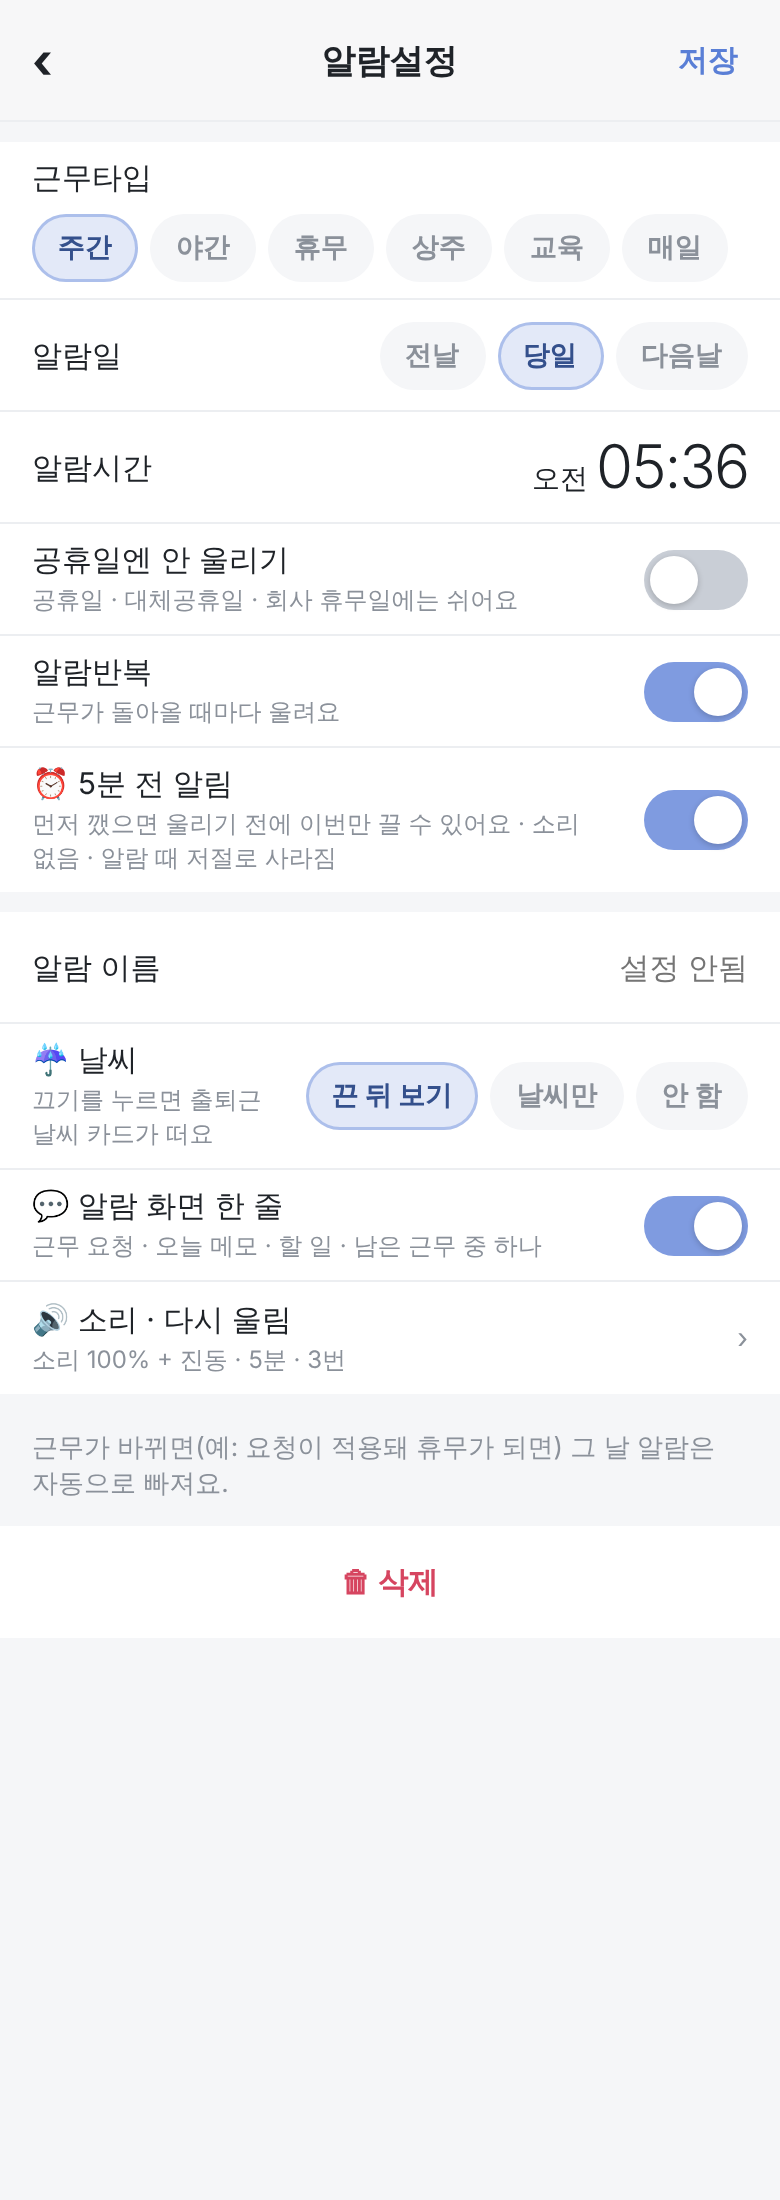 ‹
알람설정
저장
근무타입
주간 야간 휴무 상주 교육 매일
알람일
전날 당일 다음날
알람시간
오전 05:36
공휴일엔 안 울리기
공휴일 · 대체공휴일 · 회사 휴무일에는 쉬어요
알람반복
근무가 돌아올 때마다 울려요
⏰ 5분 전 알림
먼저 깼으면 울리기 전에 이번만 끌 수 있어요 · 소리
없음 · 알람 때 저절로 사라짐
알람 이름
설정 안됨
☔ 날씨
끄기를 누르면 출퇴근
날씨 카드가 떠요
끈 뒤 보기 날씨만 안 함
💬 알람 화면 한 줄
근무 요청 · 오늘 메모 · 할 일 · 남은 근무 중 하나
🔊 소리 · 다시 울림
소리 100% + 진동 · 5분 · 3번
›
근무가 바뀌면(예: 요청이 적용돼 휴무가 되면) 그 날 알람은
자동으로 빠져요.
🗑 삭제